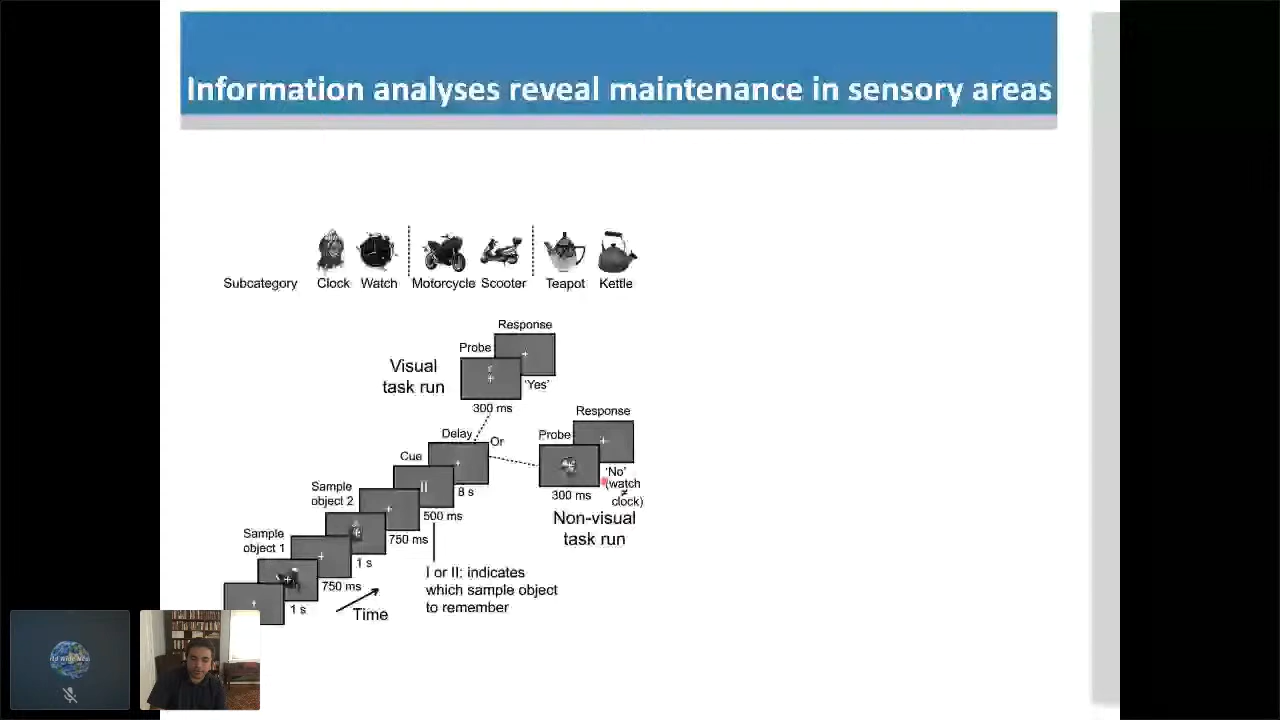 Information analyses reveal maintenance in sensory areas
Subcategory Clock Watch Motorcycle Scooter Teapot Kettle
Response
Probe
Visual
task run
'Yes'
300 ms
Response
Delay
Or
Probe
Cue
'No'
(watch
≠
clock)
8 s
300 ms
Sample
object 2
500 ms
Non-visual
task run
750 ms
Sample
object 1
1 s
I or II: indicates
which sample object
to remember
750 ms
1 s
Time